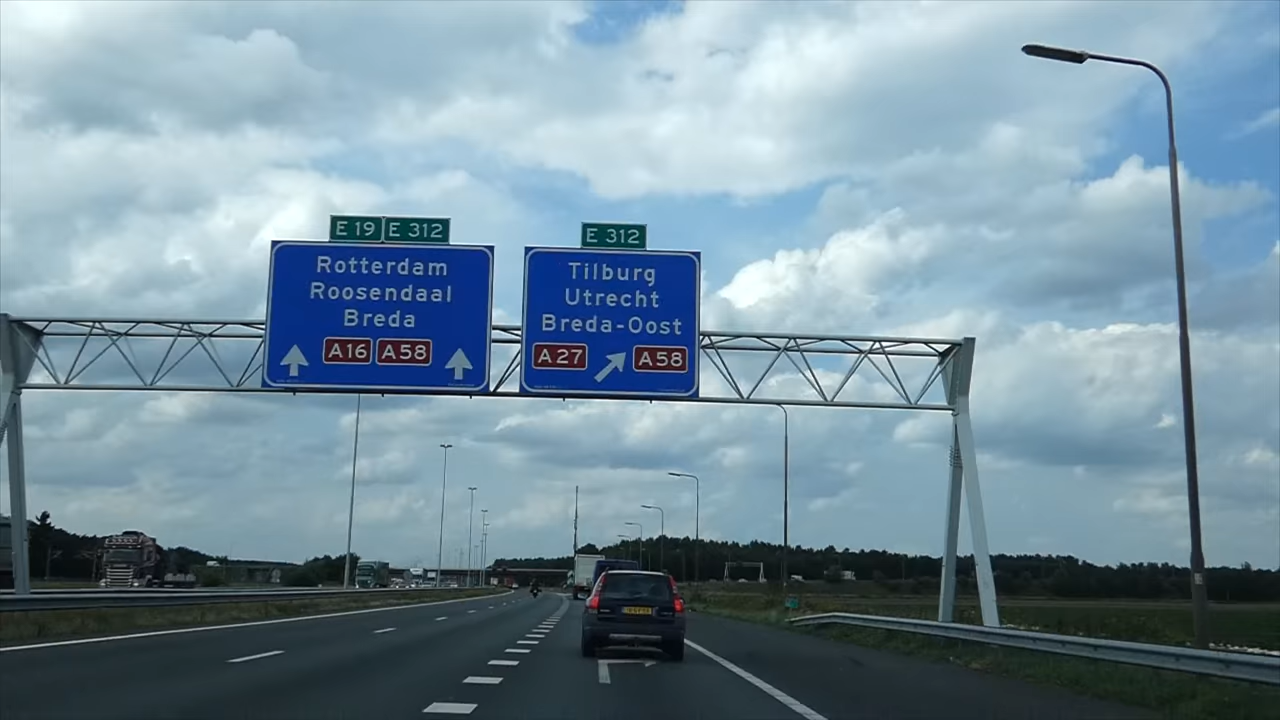 E 19 E 312
Rotterdam
Roosendaal
Breda
A16 A58
E 312
Tilburg
Utrecht
Breda-Oost
A27 A58